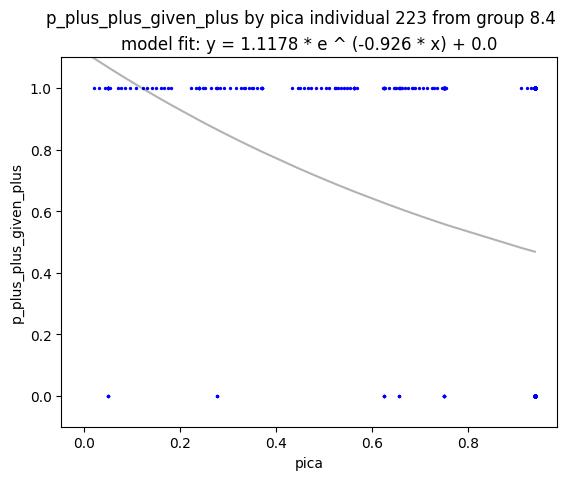 p_plus_plus_given_plus by pica individual 223 from group 8.4
model fit: y = 1.1178 * e ^ (-0.926 * x) + 0.0
p_plus_plus_given_plus
1.0
0.8
0.6
0.4
0.2
0.0
0.0 0.2 0.4 0.6 0.8
pica